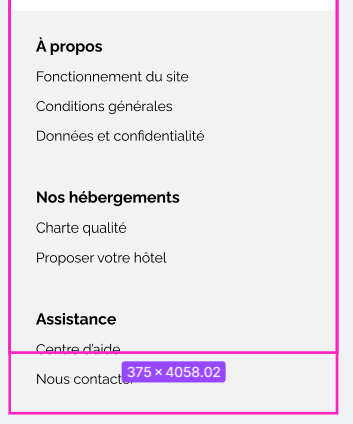 À propos
Fonctionnement du site
Conditions générales
Données et confidentialité
Nos hébergements
Charte qualité
Proposer votre hôtel
Assistance
Centre d'aide
375 × 4058.02
Nous contacter